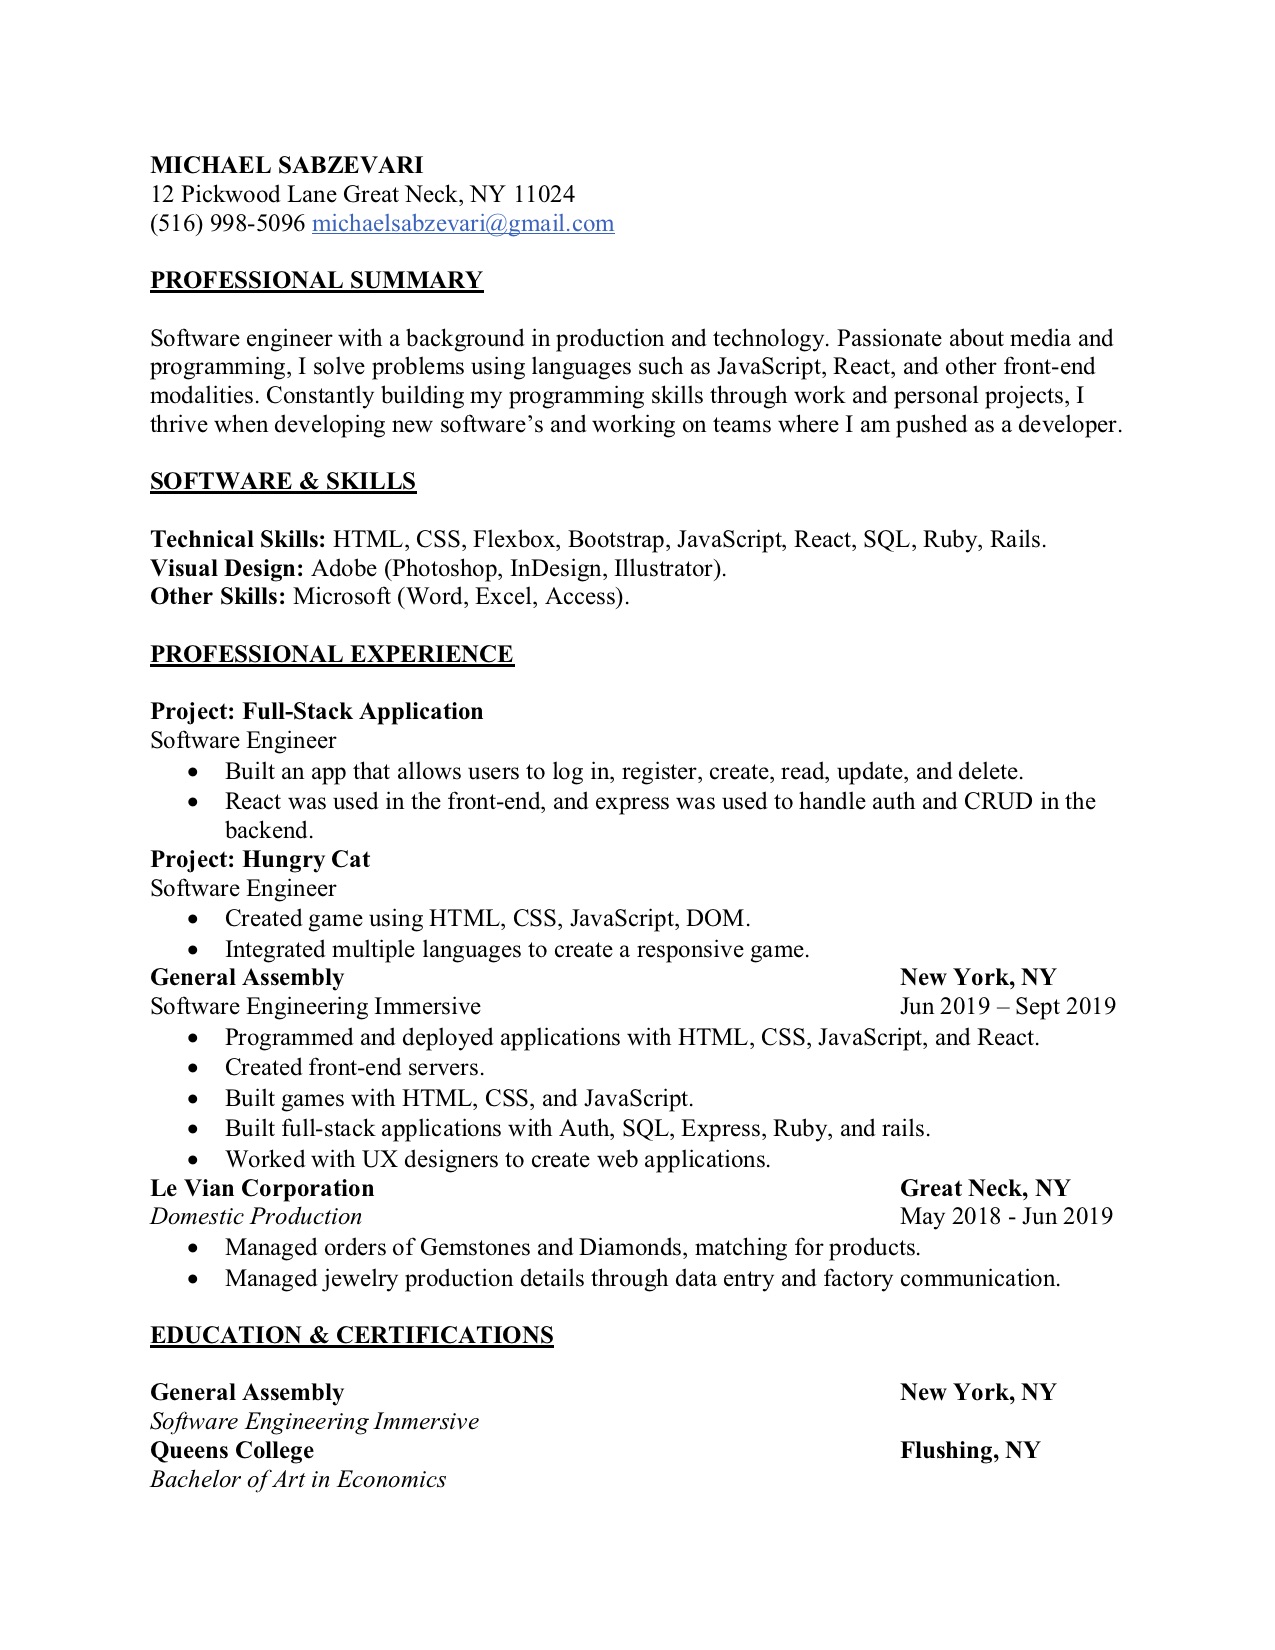 MICHAEL SABZEVARI
12 Pickwood Lane Great Neck, NY 11024
(516) 998-5096 michaelsabzevari@gmail.com
PROFESSIONAL SUMMARY
Software engineer with a background in production and technology. Passionate about media and
programming, I solve problems using languages such as JavaScript, React, and other front-end
modalities. Constantly building my programming skills through work and personal projects, I
thrive when developing new software’s and working on teams where I am pushed as a developer.
SOFTWARE & SKILLS
Technical Skills: HTML, CSS, Flexbox, Bootstrap, JavaScript, React, SQL, Ruby, Rails.
Visual Design: Adobe (Photoshop, InDesign, Illustrator).
Other Skills: Microsoft (Word, Excel, Access).
PROFESSIONAL EXPERIENCE
Project: Full-Stack Application
Software Engineer
• Built an app that allows users to log in, register, create, read, update, and delete.
• React was used in the front-end, and express was used to handle auth and CRUD in the
backend.
Project: Hungry Cat
Software Engineer
• Created game using HTML, CSS, JavaScript, DOM.
• Integrated multiple languages to create a responsive game.
General Assembly New York, NY
Software Engineering Immersive Jun 2019 – Sept 2019
• Programmed and deployed applications with HTML, CSS, JavaScript, and React.
• Created front-end servers.
• Built games with HTML, CSS, and JavaScript.
• Built full-stack applications with Auth, SQL, Express, Ruby, and rails.
• Worked with UX designers to create web applications.
Le Vian Corporation Great Neck, NY
Domestic Production May 2018 - Jun 2019
• Managed orders of Gemstones and Diamonds, matching for products.
• Managed jewelry production details through data entry and factory communication.
EDUCATION & CERTIFICATIONS
General Assembly New York, NY
Software Engineering Immersive
Queens College Flushing, NY
Bachelor of Art in Economics